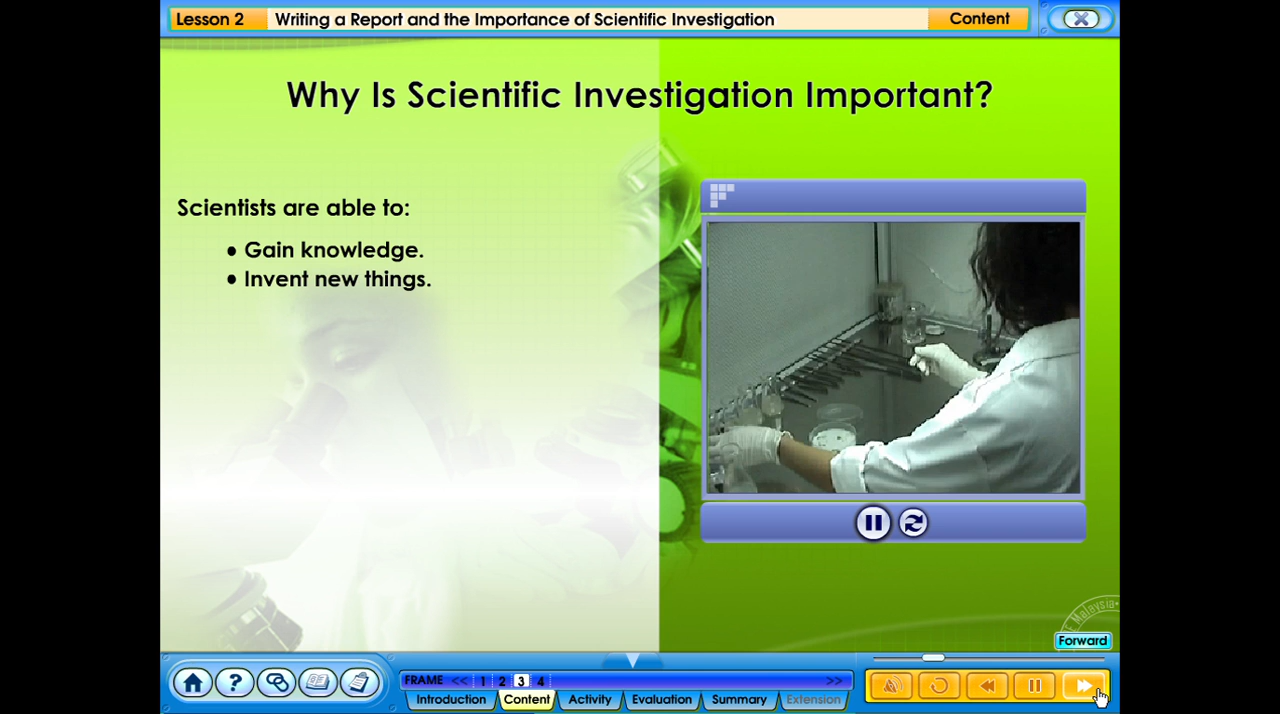 Lesson 2
Writing a Report and the Importance of Scientific Investigation
Content
Why Is Scientific Investigation Important?
Scientists are able to:
• Gain knowledge.
• Invent new things.
Malaysia
Forward
FRAME << 1 2 3 4 >>
Introduction
Content
Activity
Evaluation
Summary
Extension